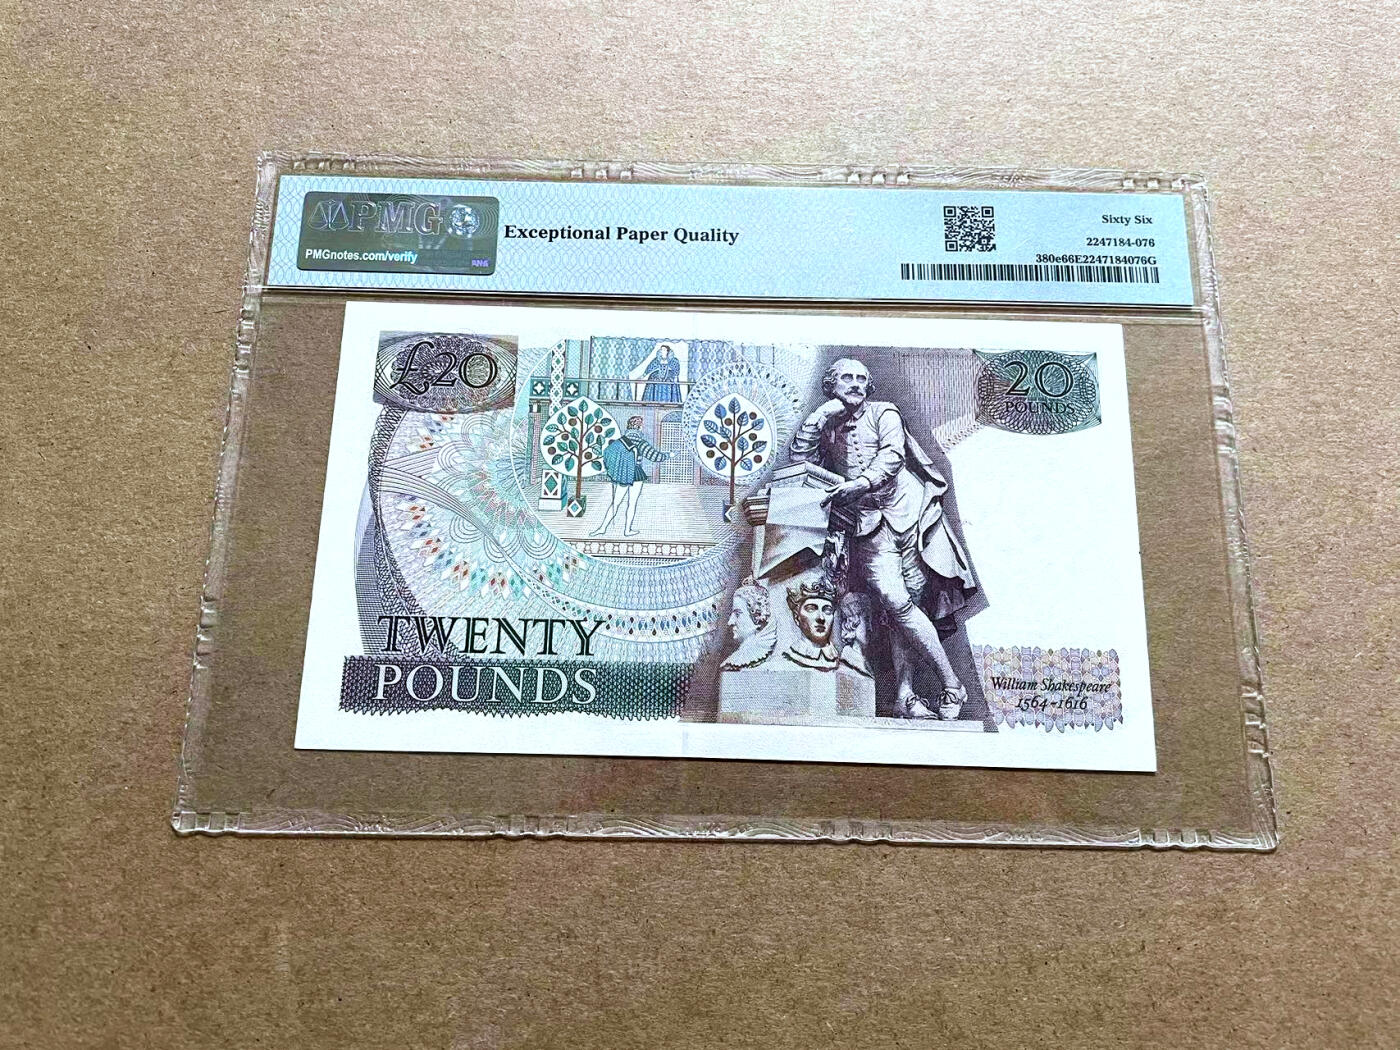 PMG
PMGnotes.com/verify
Exceptional Paper Quality
Sixty Six
2247184-076
380e66E2247184076G
£20
20
POUNDS
TWENTY
POUNDS
William Shakespeare
1564-1616